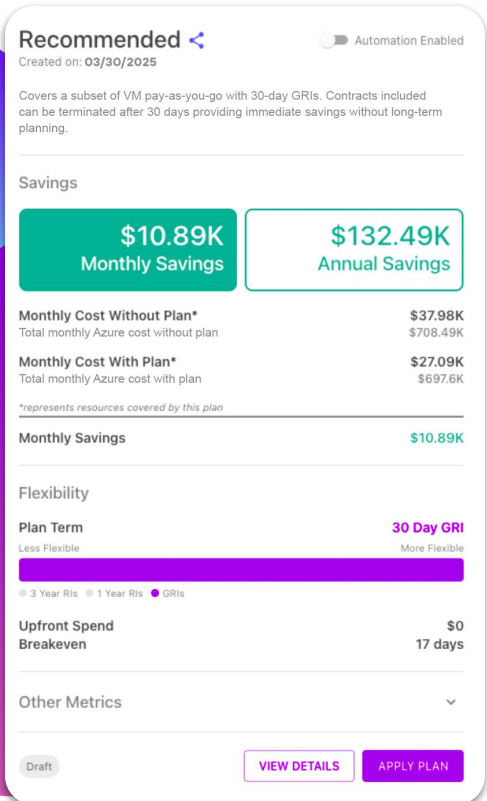 Recommended
Automation Enabled
Created on: 03/30/2025
Covers a subset of VM pay-as-you-go with 30-day GRIs. Contracts included
can be terminated after 30 days providing immediate savings without long-term
planning.
Savings
$10.89K
Monthly Savings
$132.49K
Annual Savings
Monthly Cost Without Plan* $37.98K
Total monthly Azure cost without plan $708.49K
Monthly Cost With Plan* $27.09K
Total monthly Azure cost with plan $697.6K
*represents resources covered by this plan
Monthly Savings $10.89K
Flexibility
Plan Term 30 Day GRI
Less Flexible More Flexible
3 Year RIs 1 Year RIs GRIs
Upfront Spend $0
Breakeven 17 days
Other Metrics
Draft VIEW DETAILS APPLY PLAN